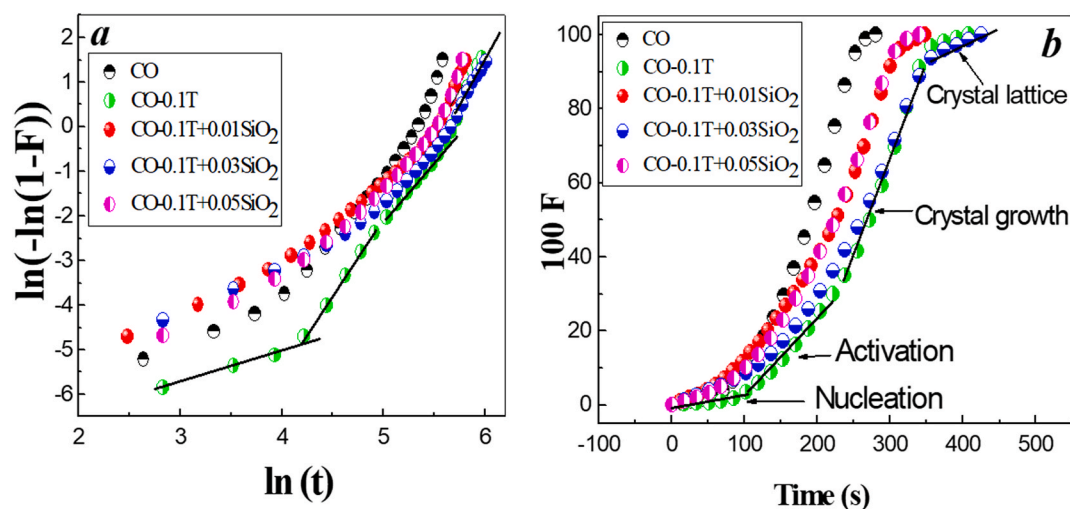 a
CO
CO-0.1T
CO-0.1T+0.01SiO₂
CO-0.1T+0.03SiO₂
CO-0.1T+0.05SiO₂
2
1
0
-1
-2
-3
-4
-5
-6
ln(-ln(1-F))
2 3 4 5 6
ln (t)
b
CO
CO-0.1T
CO-0.1T+0.01SiO₂
CO-0.1T+0.03SiO₂
CO-0.1T+0.05SiO₂
100
80
60
40
20
0
100 F
Crystal lattice
Crystal growth
Activation
Nucleation
-100 0 100 200 300 400 500
Time (s)